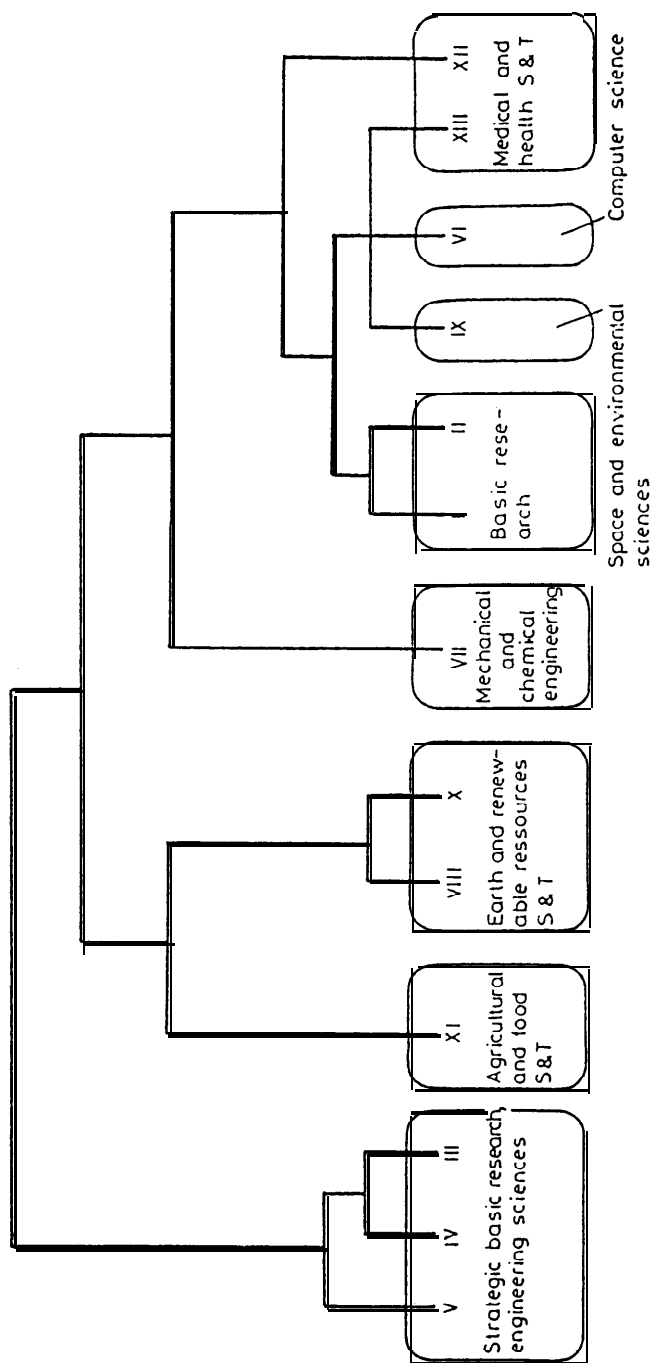 V
IV
III
Strategic basic research,
engineering sciences
XI
Agricultural
and food
S&T
VIII
X
Earth and renew-
able ressources
S & T
VII
Mechanical
and
chemical
engineering
II
Basic rese-
arch
IX
Space and environmental
sciences
VI
Computer science
XIII
XII
Medical and
health S & T